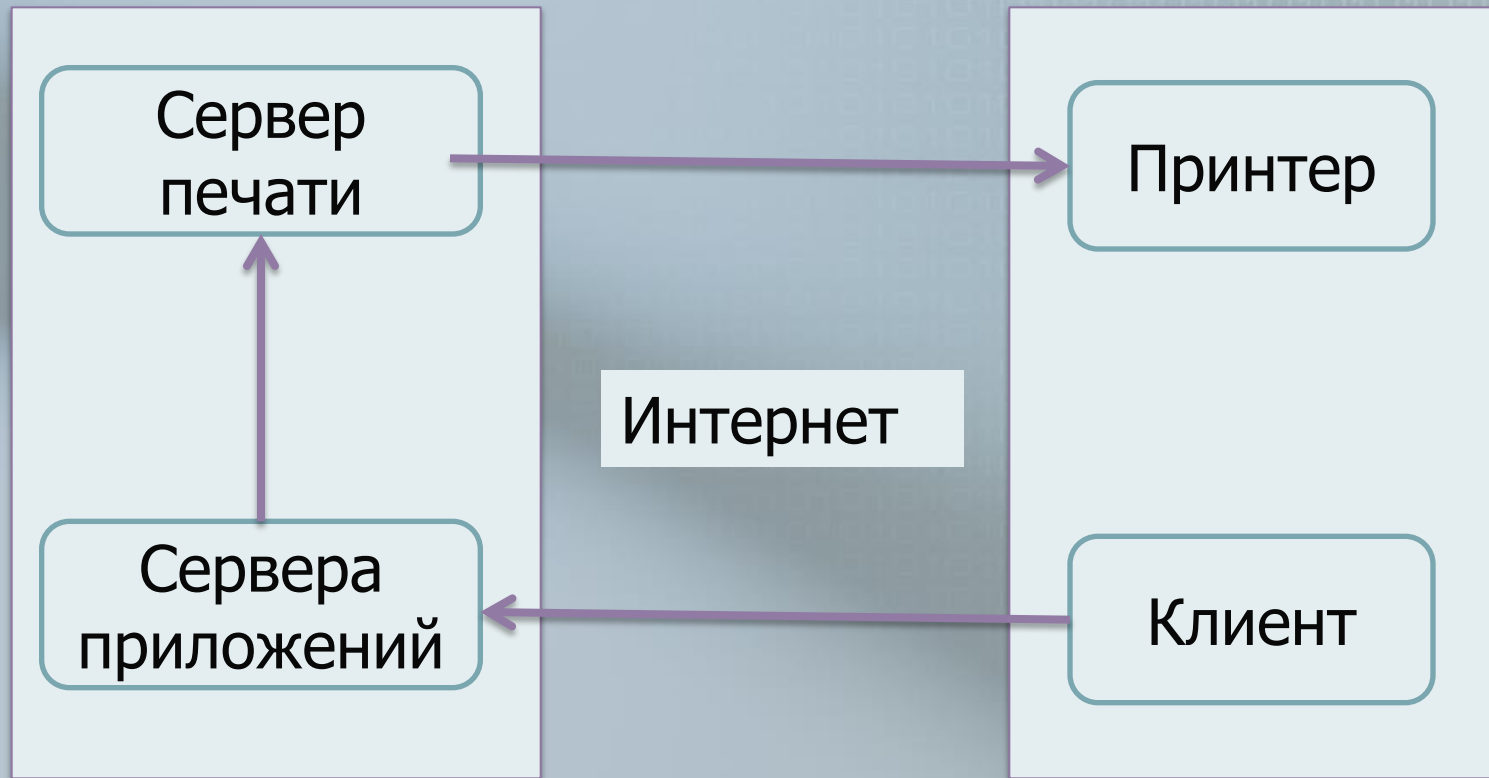 Сервер
печати
Принтер
Интернет
Сервера
приложений
Клиент